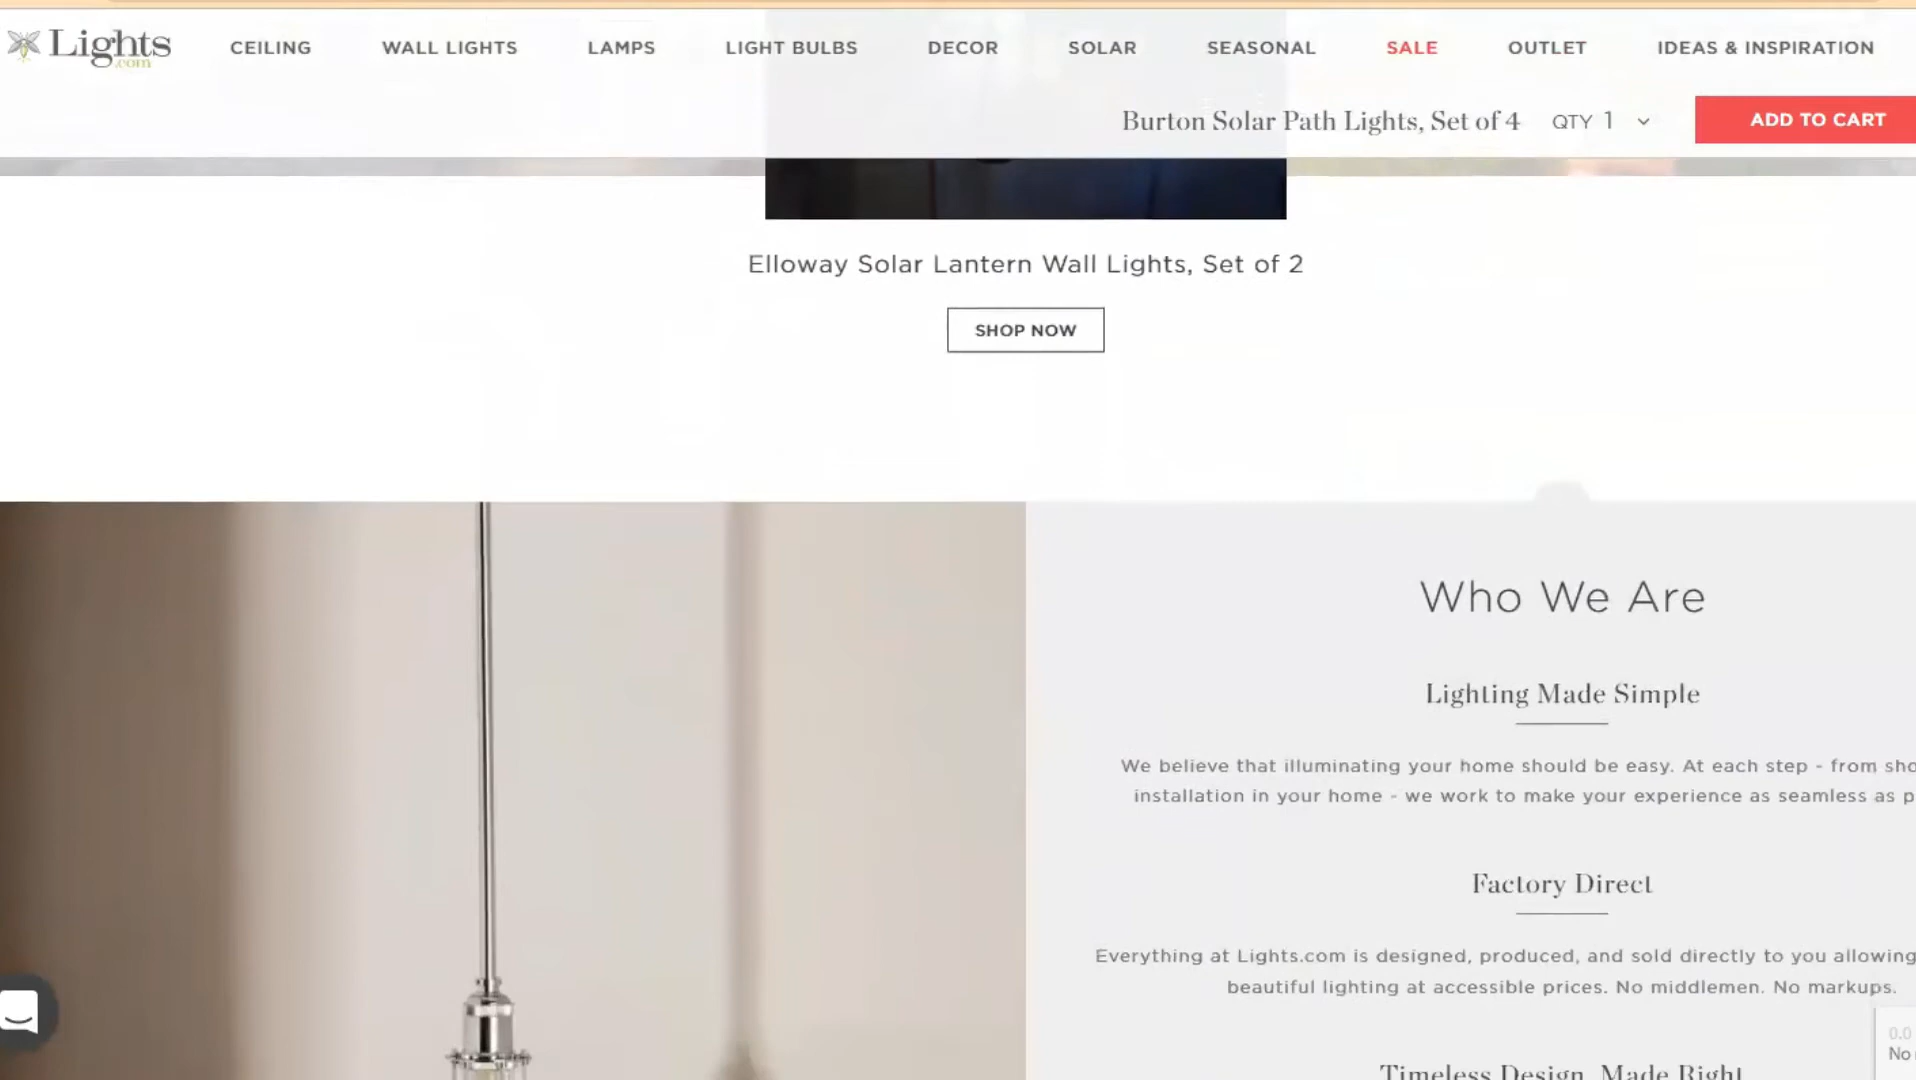 Lights
.com
CEILING WALL LIGHTS LAMPS LIGHT BULBS DECOR SOLAR SEASONAL SALE OUTLET IDEAS & INSPIRATION
Burton Solar Path Lights, Set of 4 QTY 1 ADD TO CART
Elloway Solar Lantern Wall Lights, Set of 2
SHOP NOW
Who We Are
Lighting Made Simple
We believe that illuminating your home should be easy. At each step - from sho
installation in your home - we work to make your experience as seamless as p
Factory Direct
Everything at Lights.com is designed, produced, and sold directly to you allowing
beautiful lighting at accessible prices. No middlemen. No markups.
0.0
No
Timeless Design, Made Right